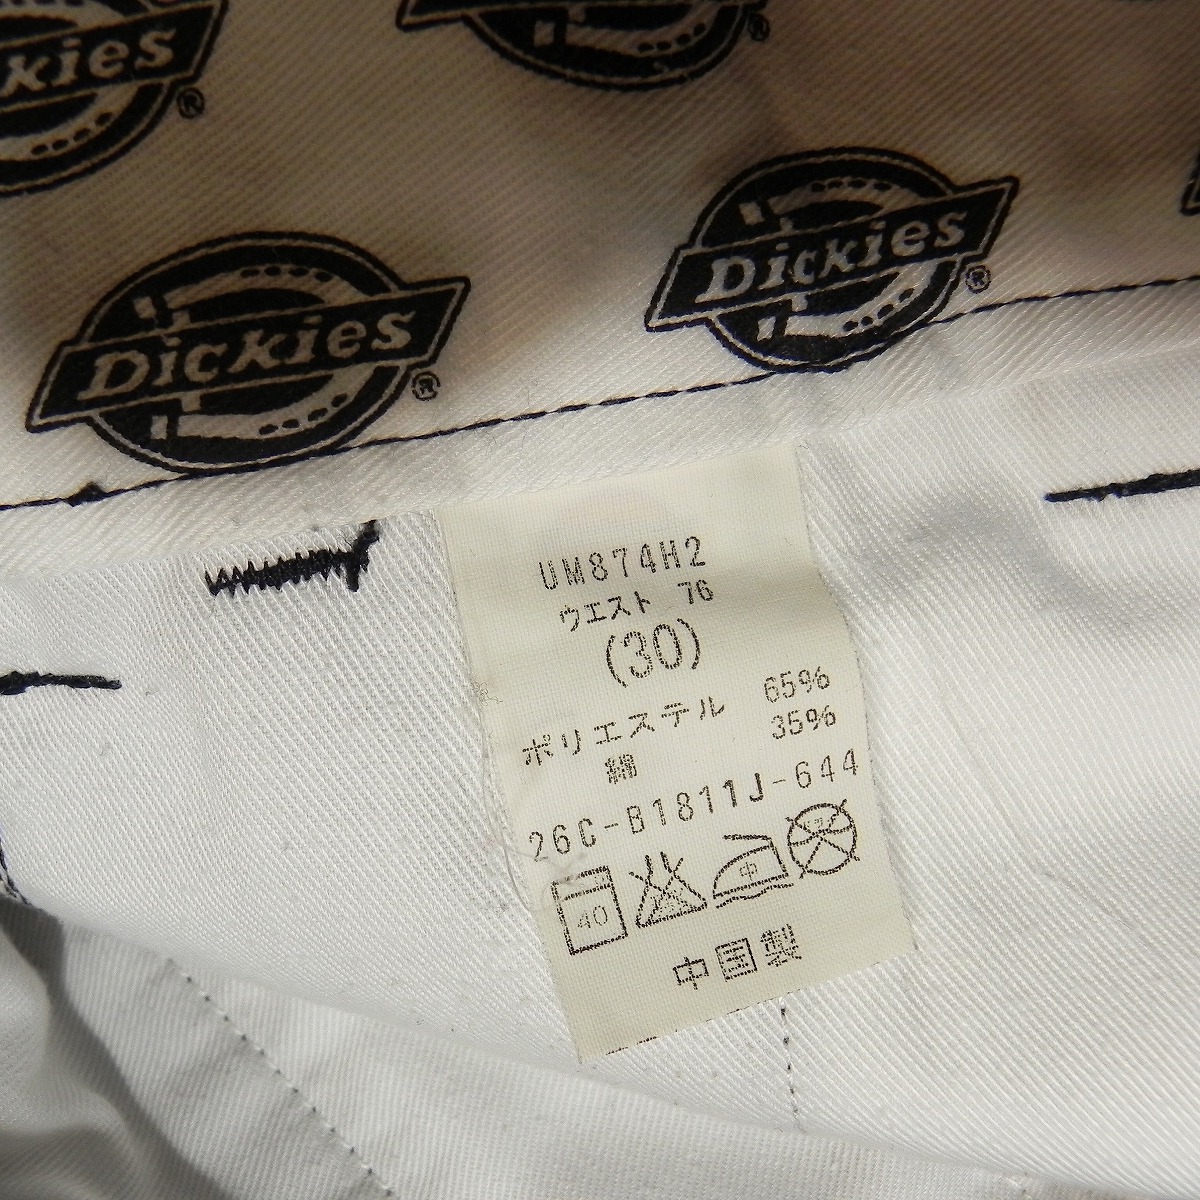 kies
®
®
Dickies
®
Dickies
®
UM874H2
ウエスト 76
(30)
ポリエステル 65%
綿 35%
26C-B1811J-644
40
中
中国製